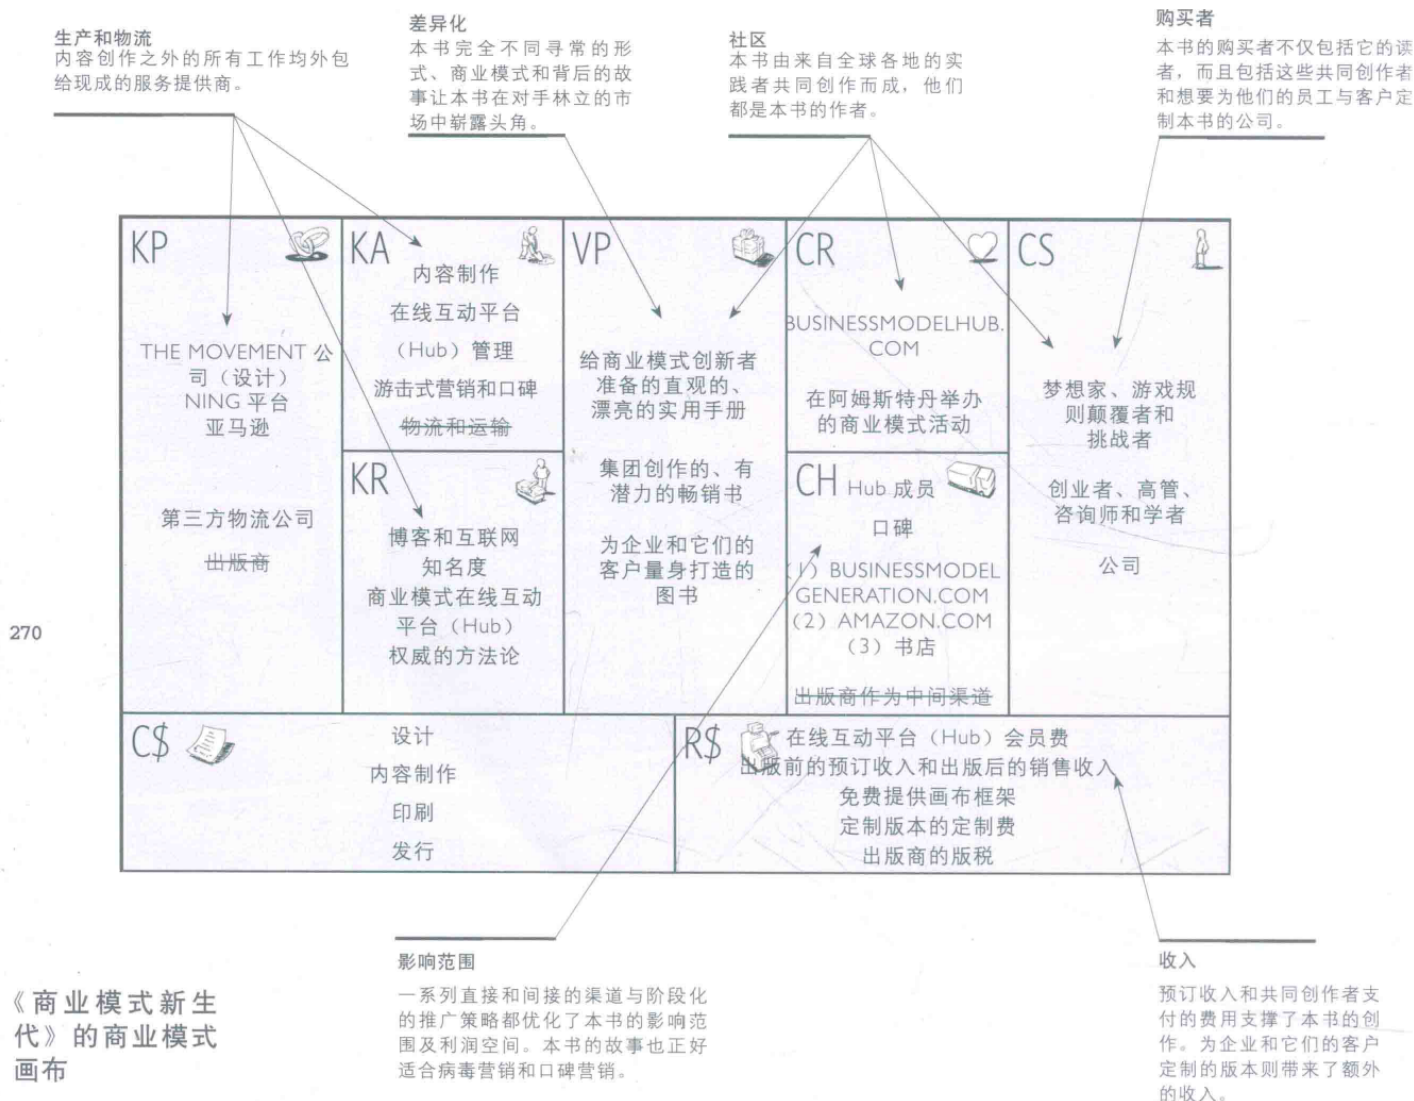 生产和物流
内容创作之外的所有工作均外包
给现成的服务提供商。
差异化
本书完全不同寻常的形
式、商业模式和背后的故
事让本书在对手林立的市
场中崭露头角。
社区
本书由来自全球各地的实
践者共同创作而成，他们
都是本书的作者。
购买者
本书的购买者不仅包括它的读
者，而且包括这些共同创作者
和想要为他们的员工与客户定
制本书的公司。
KP
THE MOVEMENT 公
司（设计）
NING 平台
亚马逊
第三方物流公司
出版商
KA
内容制作
在线互动平台
（Hub）管理
游击式营销和口碑
物流和运输
KR
博客和互联网
知名度
商业模式在线互动
平台（Hub）
权威的方法论
VP
给商业模式创新者
准备的直观的、
漂亮的实用手册
集团创作的、有
潜力的畅销书
为企业和它们的
客户量身打造的
图书
CR
BUSINESSMODELHUB.
COM
在阿姆斯特丹举办
的商业模式活动
CH Hub 成员
口碑
（1）BUSINESSMODEL
GENERATION.COM
（2）AMAZON.COM
（3）书店
出版商作为中间渠道
CS
梦想家、游戏规
则颠覆者和
挑战者
创业者、高管、
咨询师和学者
公司
270
C$
设计
内容制作
印刷
发行
R$
在线互动平台（Hub）会员费
出版前的预订收入和出版后的销售收入
免费提供画布框架
定制版本的定制费
出版商的版税
《商业模式新生
代》的商业模式
画布
影响范围
一系列直接和间接的渠道与阶段化
的推广策略都优化了本书的影响范
围及利润空间。本书的故事也正好
适合病毒营销和口碑营销。
收入
预订收入和共同创作者支
付的费用支撑了本书的创
作。为企业和它们的客户
定制的版本则带来了额外
的收入。